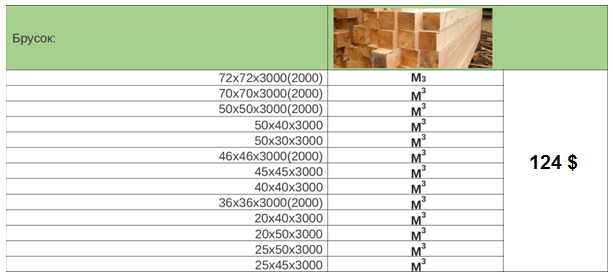 Брусок:
72x72x3000(2000) М3
70x70x3000(2000) М³
50x50x3000(2000) М³
50x40x3000 М³
50x30x3000 М³
46x46x3000(2000) М³
45x45x3000 М³
40x40x3000 М³
36x36x3000(2000) М³
20x40x3000 М³
20x50x3000 М³
25x50x3000 М³
25x45x3000 М³
124 $